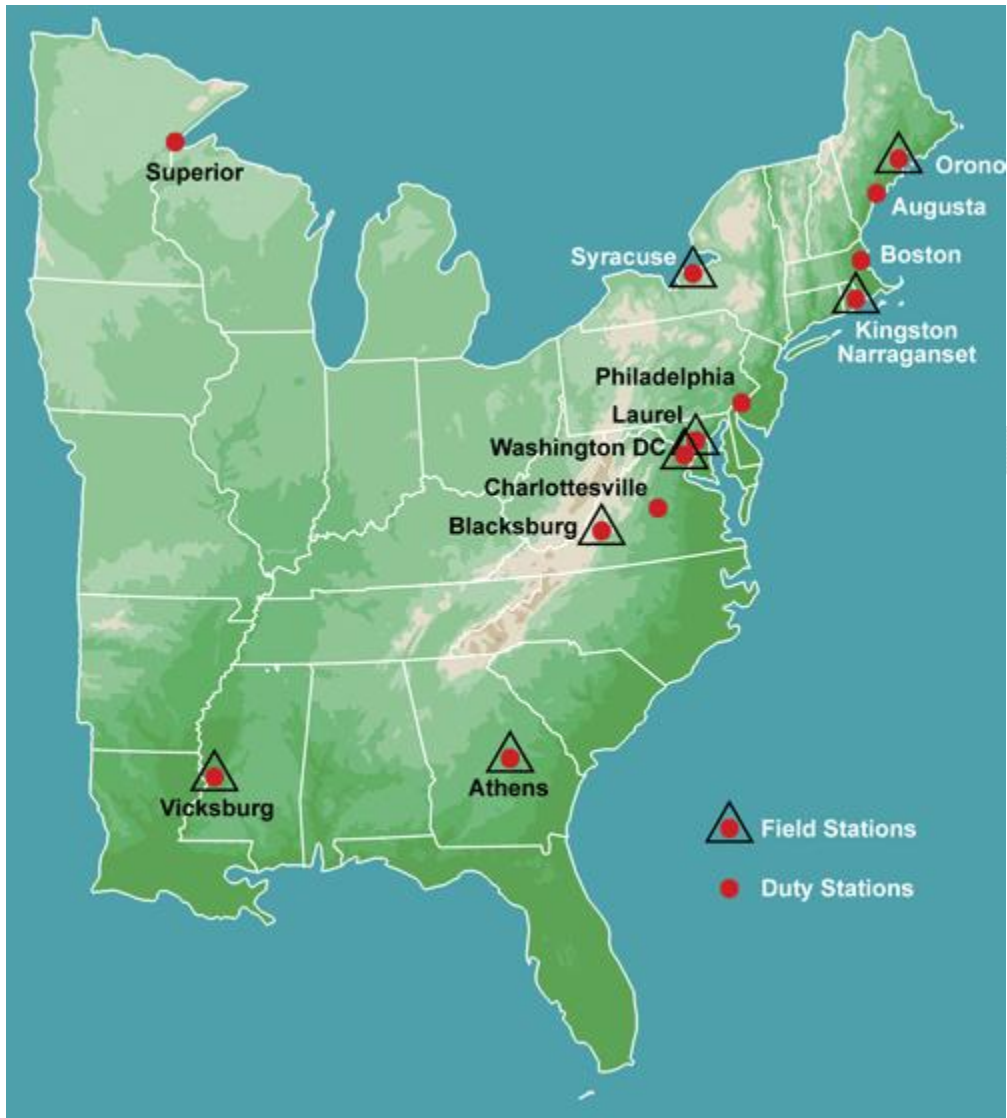 Superior
Orono
Augusta
Syracuse
Boston
Kingston
Narraganset
Philadelphia
Laurel
Washington DC
Charlottesville
Blacksburg
Vicksburg
Athens
Field Stations
Duty Stations